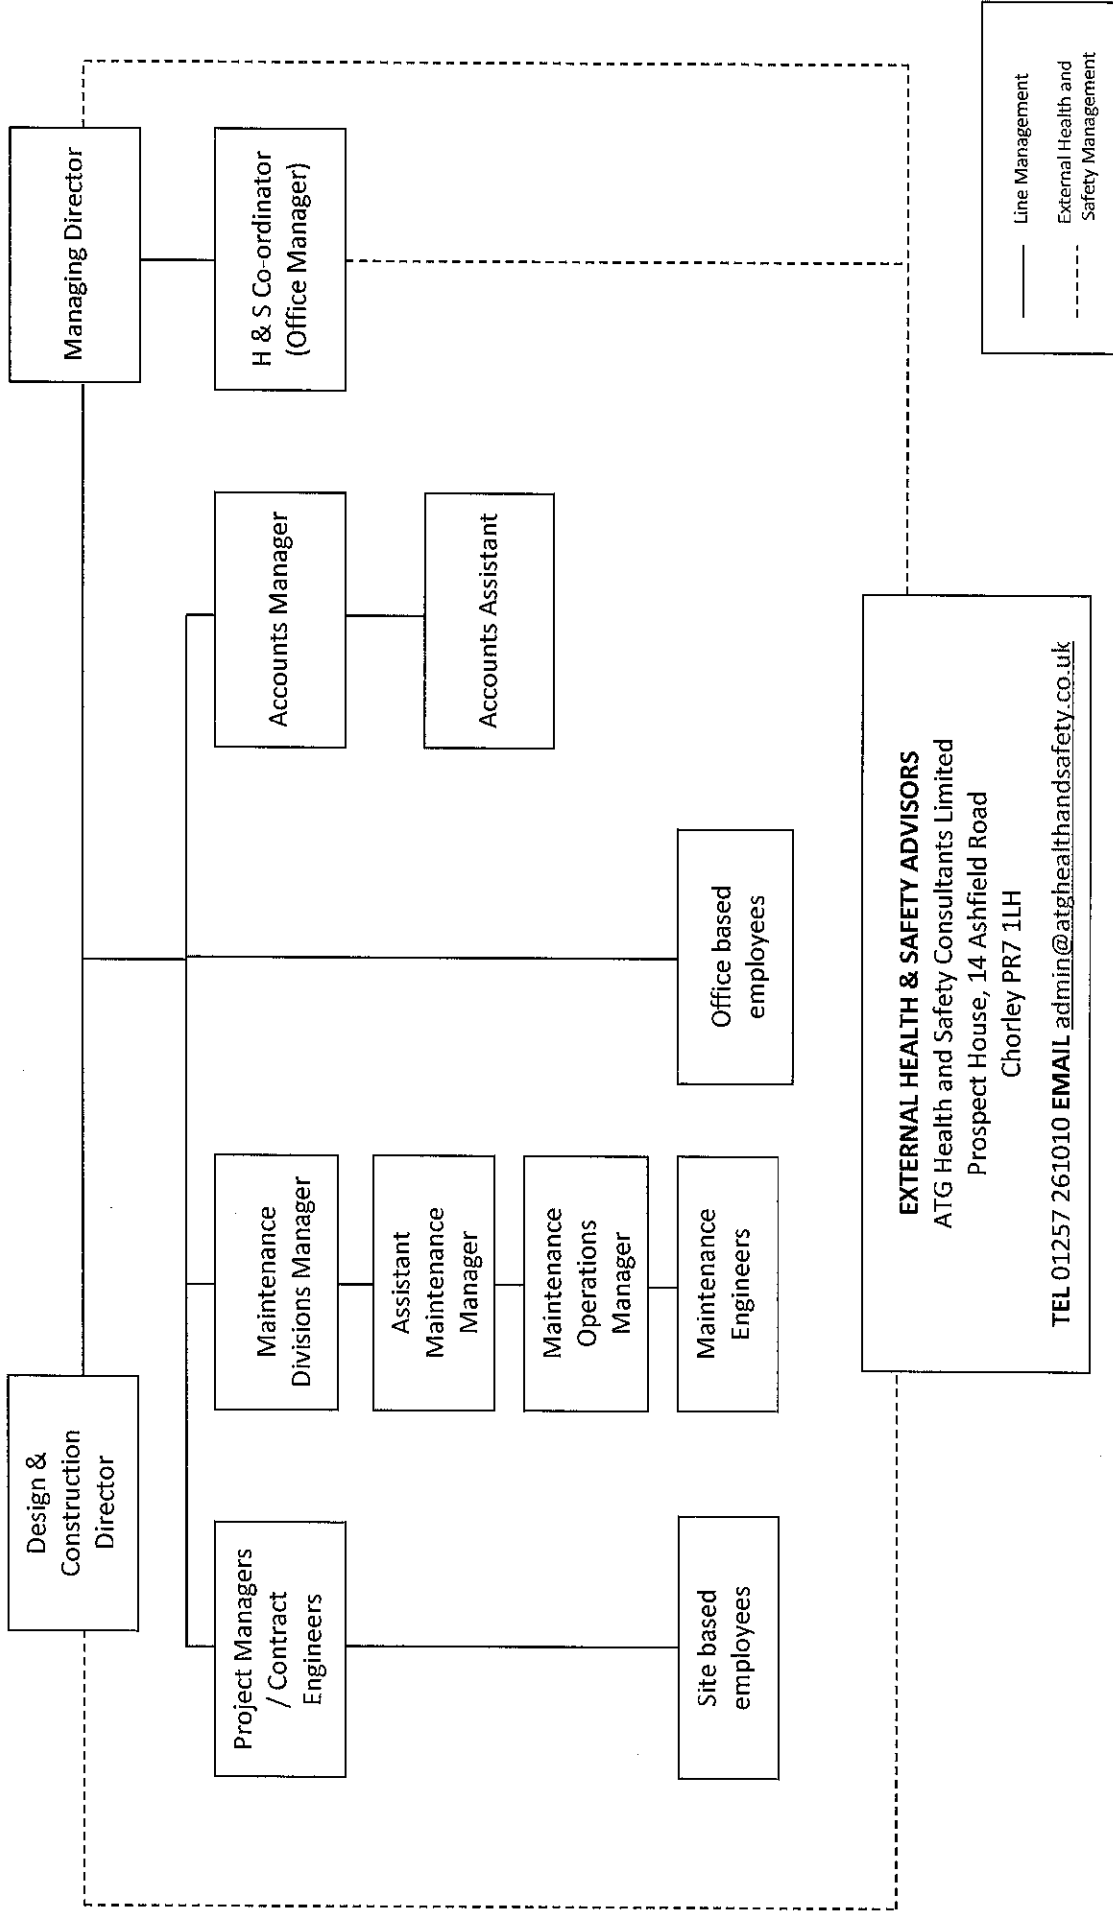 Design &
Construction
Director
Managing Director
Project Managers
/ Contract
Engineers
Maintenance
Divisions Manager
Accounts Manager
H & S Co-ordinator
(Office Manager)
Assistant
Maintenance
Manager
Accounts Assistant
Maintenance
Operations
Manager
Site based
employees
Maintenance
Engineers
Office based
employees
EXTERNAL HEALTH & SAFETY ADVISORS
ATG Health and Safety Consultants Limited
Prospect House, 14 Ashfield Road
Chorley PR7 1LH
TEL 01257 261010 EMAIL admin@atghealthandsafety.co.uk
Line Management
External Health and
Safety Management